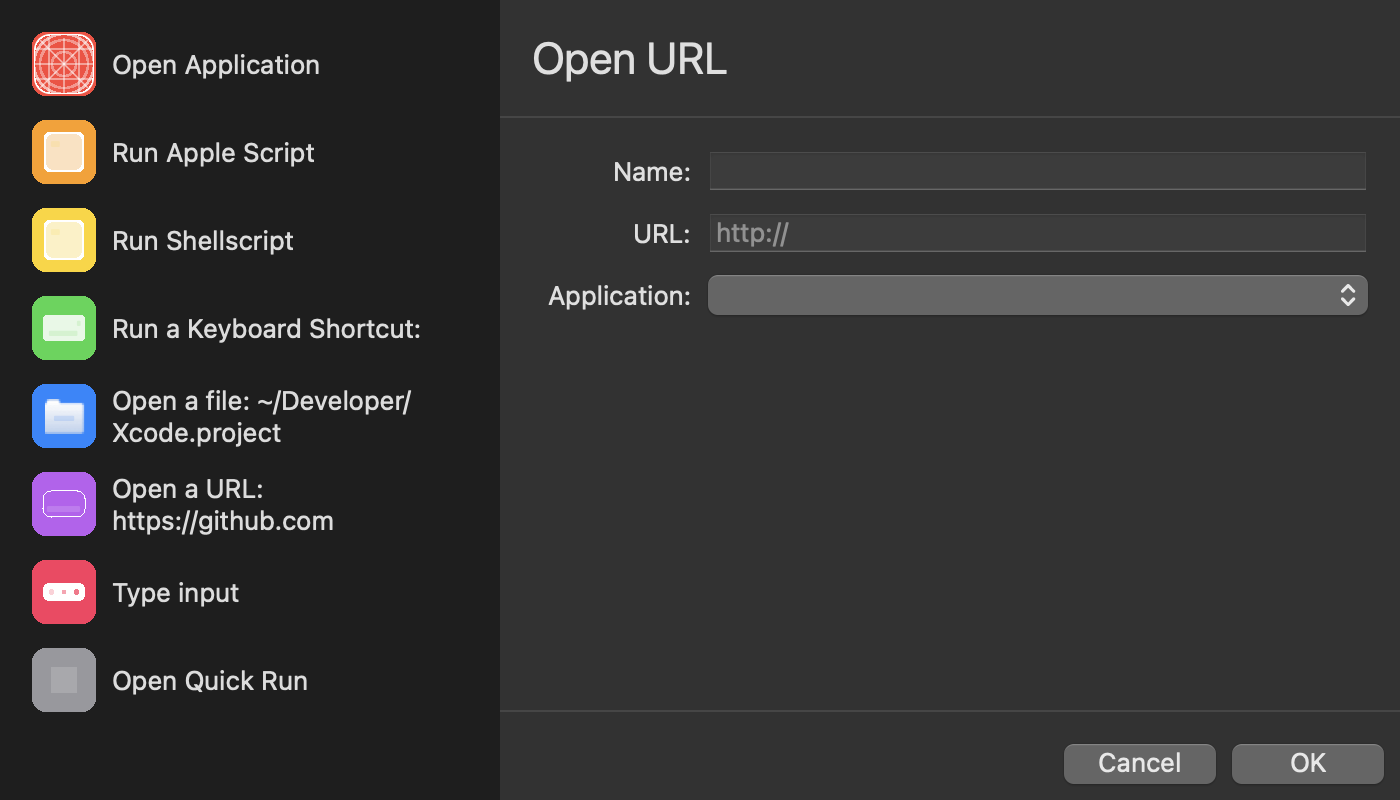 Open Application
Run Apple Script
Run Shellscript
Run a Keyboard Shortcut:
Open a file: ~/Developer/
Xcode.project
Open a URL:
https://github.com
Type input
Open Quick Run
Open URL
Name:
URL:
http://
Application:
Cancel
OK